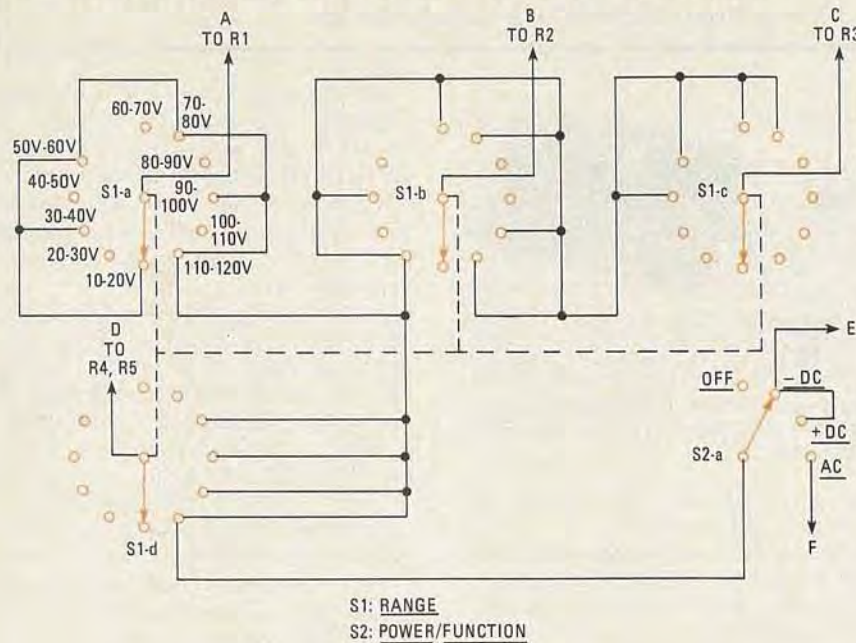 A
TO R1
B
TO R2
C
TO R3
60-70V
70-
80V
50V-60V
80-90V
40-50V
S1-a
90-
100V
S1-b
S1-c
30-40V
100-
110V
20-30V
110-120V
10-20V
D
TO
R4, R5
E
OFF
– DC
+ DC
S2-a
AC
S1-d
F
S1: RANGE
S2: POWER/FUNCTION